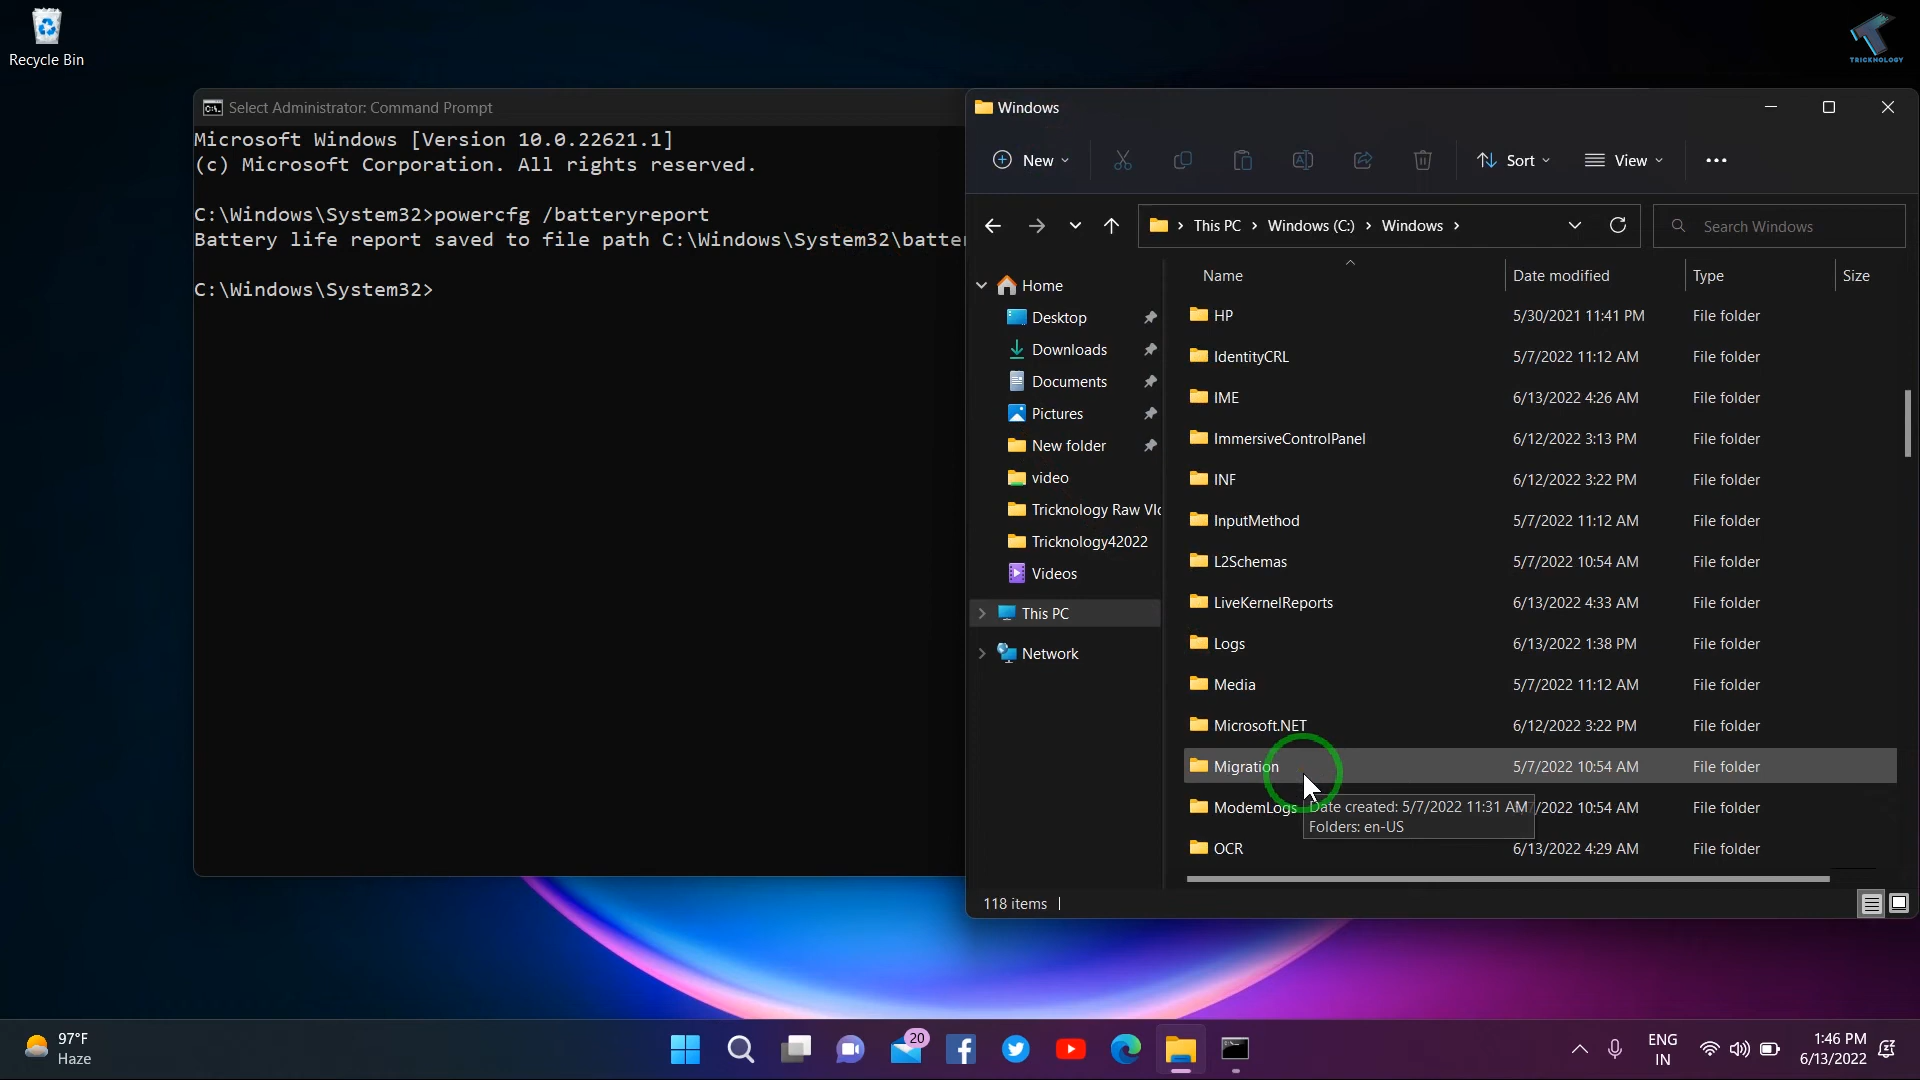 Recycle Bin
TRICKNOLOGY
Select Administrator: Command Prompt
Microsoft Windows [Version 10.0.22621.1]
(c) Microsoft Corporation. All rights reserved.
C:\Windows\System32>powercfg /batteryreport
Battery life report saved to file path C:\Windows\System32\batter
C:\Windows\System32>
Windows
New
Sort
View
This PC > Windows (C:) > Windows >
Search Windows
Home
Desktop
Downloads
Documents
Pictures
New folder
video
Tricknology Raw Vlo
Tricknology42022
Videos
This PC
Network
Name Date modified Type Size
HP 5/30/2021 11:41 PM File folder
IdentityCRL 5/7/2022 11:12 AM File folder
IME 6/13/2022 4:26 AM File folder
ImmersiveControlPanel 6/12/2022 3:13 PM File folder
INF 6/12/2022 3:22 PM File folder
InputMethod 5/7/2022 11:12 AM File folder
L2Schemas 5/7/2022 10:54 AM File folder
LiveKernelReports 6/13/2022 4:33 AM File folder
Logs 6/13/2022 1:38 PM File folder
Media 5/7/2022 11:12 AM File folder
Microsoft.NET 6/12/2022 3:22 PM File folder
Migration 5/7/2022 10:54 AM File folder
ModemLogs /2022 10:54 AM File folder
Date created: 5/7/2022 11:31 AM
Folders: en-US
OCR 6/13/2022 4:29 AM File folder
118 items
97°F
Haze
20
ENG
IN
1:46 PM
6/13/2022